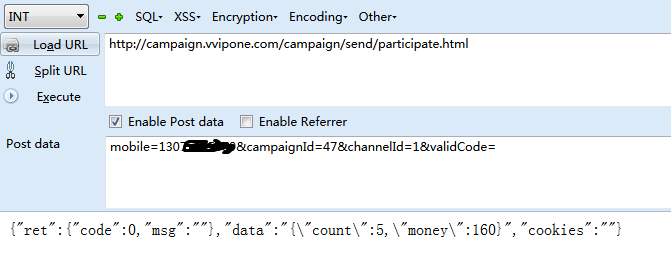 INT SQL- XSS- Encryption- Encoding- Other-
Load URL http://campaign.vvipone.com/campaign/send/participate.html
Split URL
Execute
Enable Post data Enable Referrer
Post data mobile=1307 &campaignId=47&channelId=1&validCode=
{"ret":{"code":0,"msg":""},"data":"{\"count\":5,\"money\":160}","cookies":""}